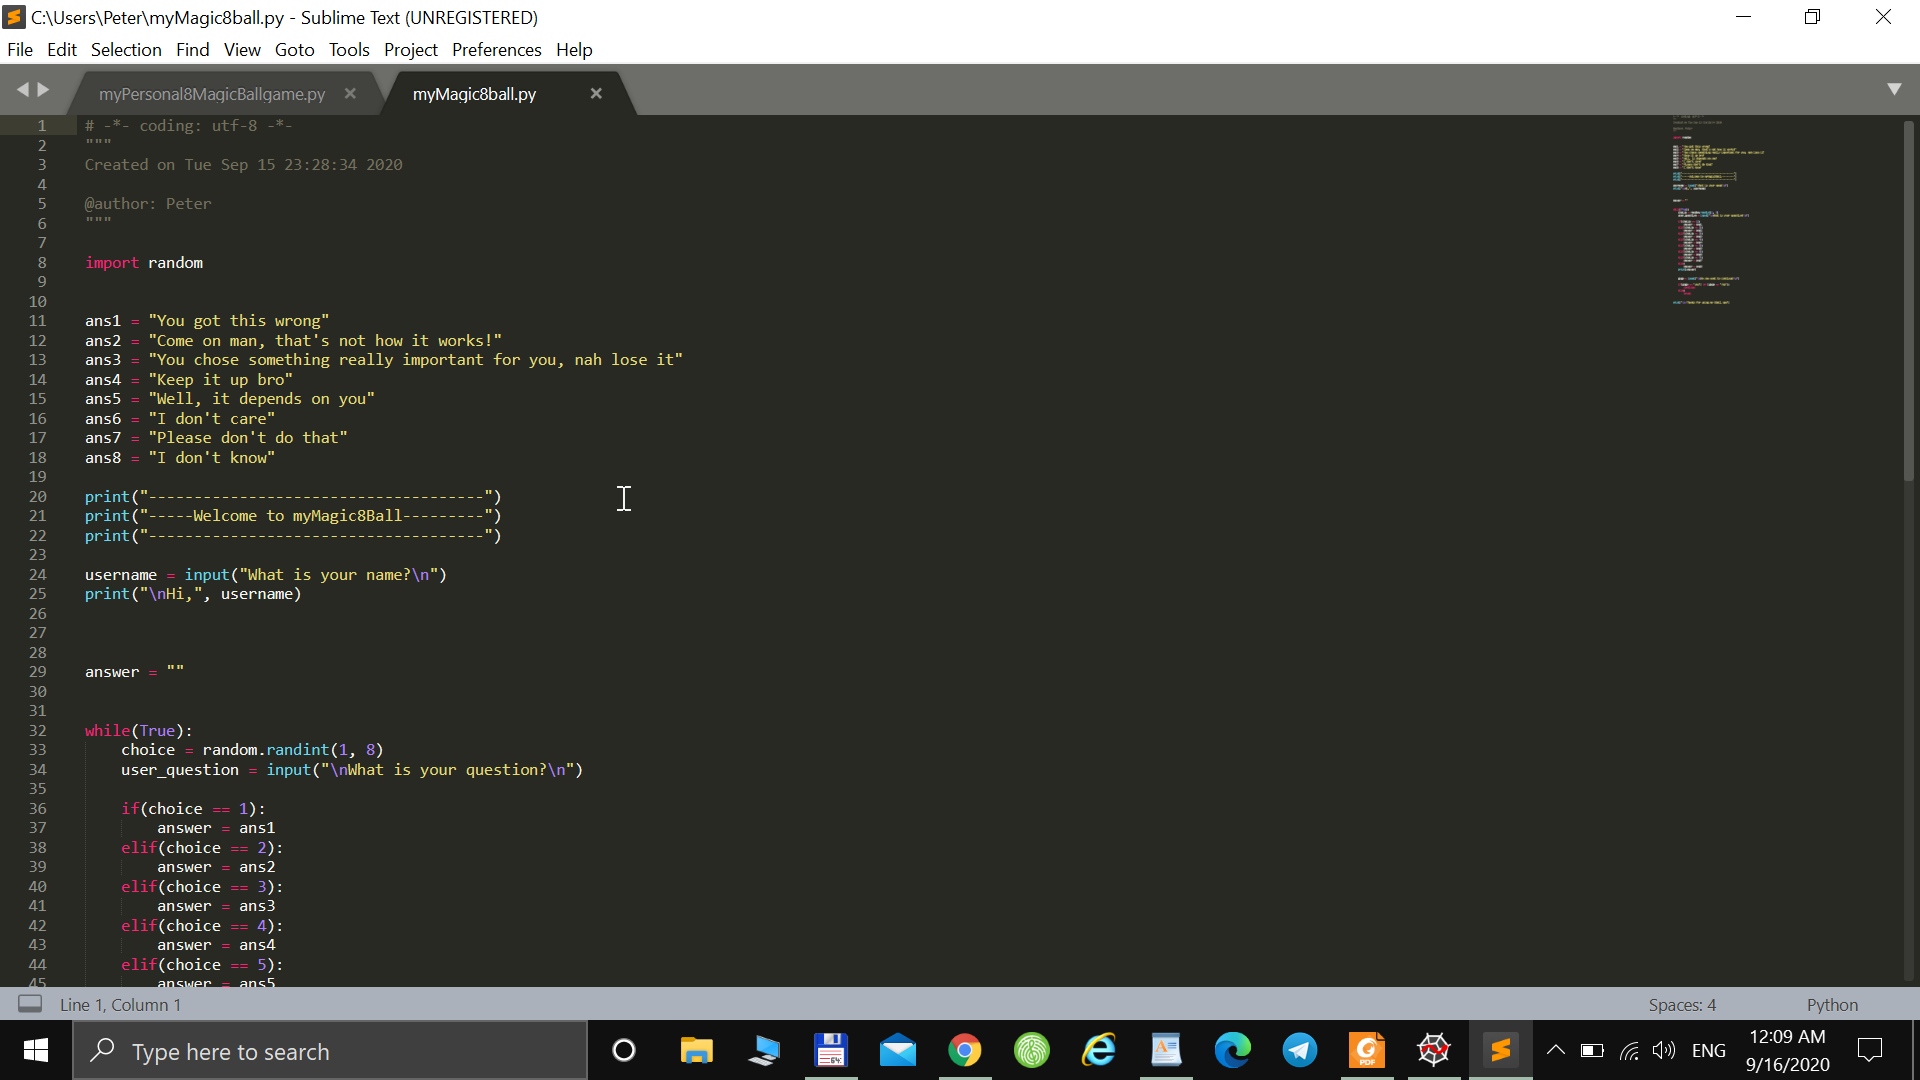 C:\Users\Peter\myMagic8ball.py - Sublime Text (UNREGISTERED)
File Edit Selection Find View Goto Tools Project Preferences Help
myPersonal8MagicBallgame.py myMagic8ball.py
1 # -*- coding: utf-8 -*-
2 """
3 Created on Tue Sep 15 23:28:34 2020
4
5 @author: Peter
6 """
7
8 import random
9
10
11 ans1 = "You got this wrong"
12 ans2 = "Come on man, that's not how it works!"
13 ans3 = "You chose something really important for you, nah lose it"
14 ans4 = "Keep it up bro"
15 ans5 = "Well, it depends on you"
16 ans6 = "I don't care"
17 ans7 = "Please don't do that"
18 ans8 = "I don't know"
19
20 print("-------------------------------------")
21 print("-----Welcome to myMagic8Ball---------")
22 print("-------------------------------------")
23
24 username = input("What is your name?\n")
25 print("\nHi,", username)
26
27
28
29 answer = ""
30
31
32 while(True):
33     choice = random.randint(1, 8)
34     user_question = input("\nWhat is your question?\n")
35
36     if(choice == 1):
37         answer = ans1
38     elif(choice == 2):
39         answer = ans2
40     elif(choice == 3):
41         answer = ans3
42     elif(choice == 4):
43         answer = ans4
44     elif(choice == 5):
45         answer = ans5
Line 1, Column 1 Spaces: 4 Python
Type here to search
64
PDF
ENG
12:09 AM
9/16/2020